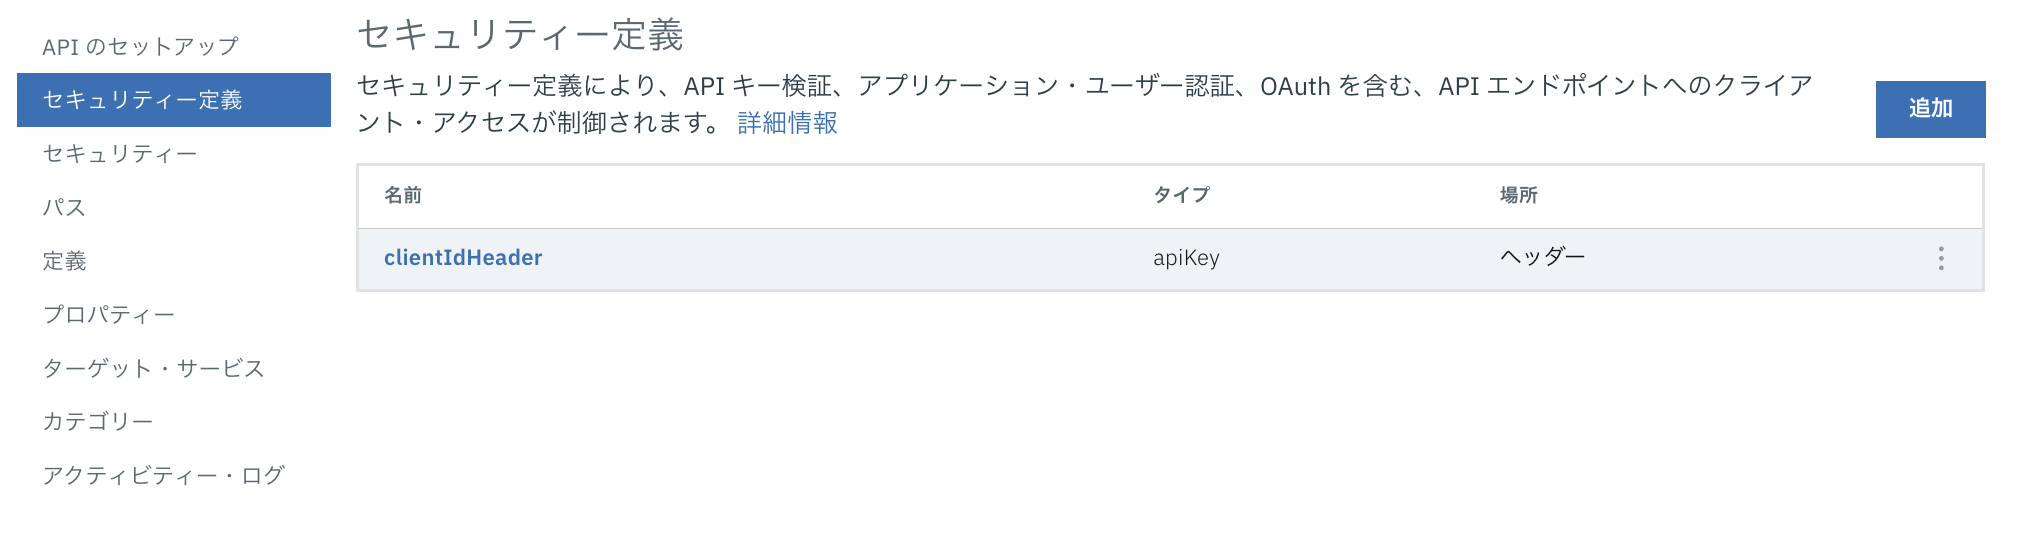 API のセットアップ
セキュリティー定義
セキュリティー
パス
定義
プロパティー
ターゲット・サービス
カテゴリー
アクティビティー・ログ
セキュリティー定義
セキュリティー定義により、API キー検証、アプリケーション・ユーザー認証、OAuth を含む、API エンドポイントへのクライア
ント・アクセスが制御されます。 詳細情報
追加
名前 タイプ 場所
clientIdHeader apiKey ヘッダー